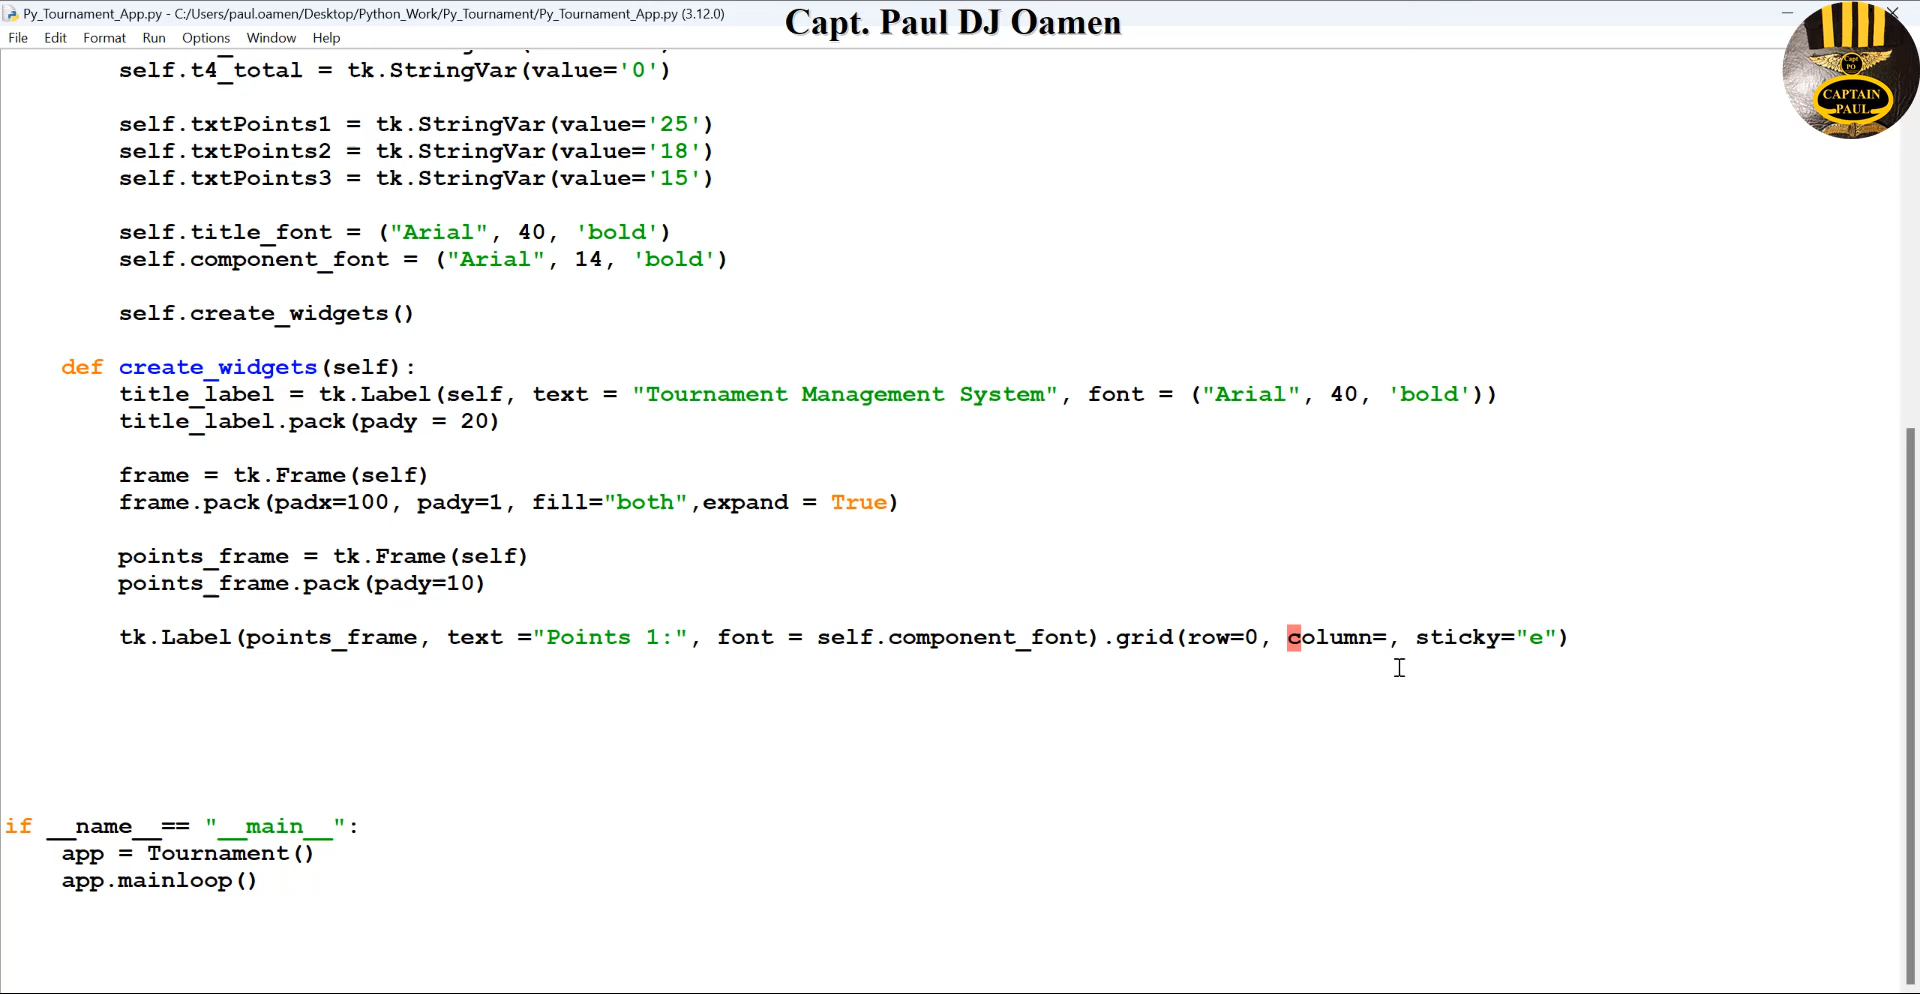 Py_Tournament_App.py - C:/Users/paul.oamen/Desktop/Python_Work/Py_Tournament/Py_Tournament_App.py (3.12.0)
Capt. Paul DJ Oamen
File Edit Format Run Options Window Help
Capt
PO
CAPTAIN
PAUL
self.t4_total = tk.StringVar(value='0')
self.txtPoints1 = tk.StringVar(value='25')
self.txtPoints2 = tk.StringVar(value='18')
self.txtPoints3 = tk.StringVar(value='15')
self.title_font = ("Arial", 40, 'bold')
self.component_font = ("Arial", 14, 'bold')
self.create_widgets()
def create_widgets(self):
title_label = tk.Label(self, text = "Tournament Management System", font = ("Arial", 40, 'bold'))
title_label.pack(pady = 20)
frame = tk.Frame(self)
frame.pack(padx=100, pady=1, fill="both",expand = True)
points_frame = tk.Frame(self)
points_frame.pack(pady=10)
tk.Label(points_frame, text ="Points 1:", font = self.component_font).grid(row=0, column=, sticky="e")
if __name__== "__main__":
app = Tournament()
app.mainloop()